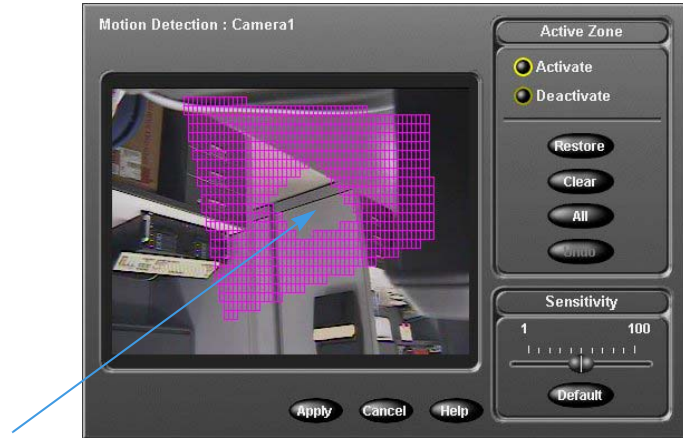 Motion Detection : Camera1
Active Zone
Activate
Deactivate
Restore
Clear
All
Undo
Sensitivity
1 100
Default
Apply Cancel Help